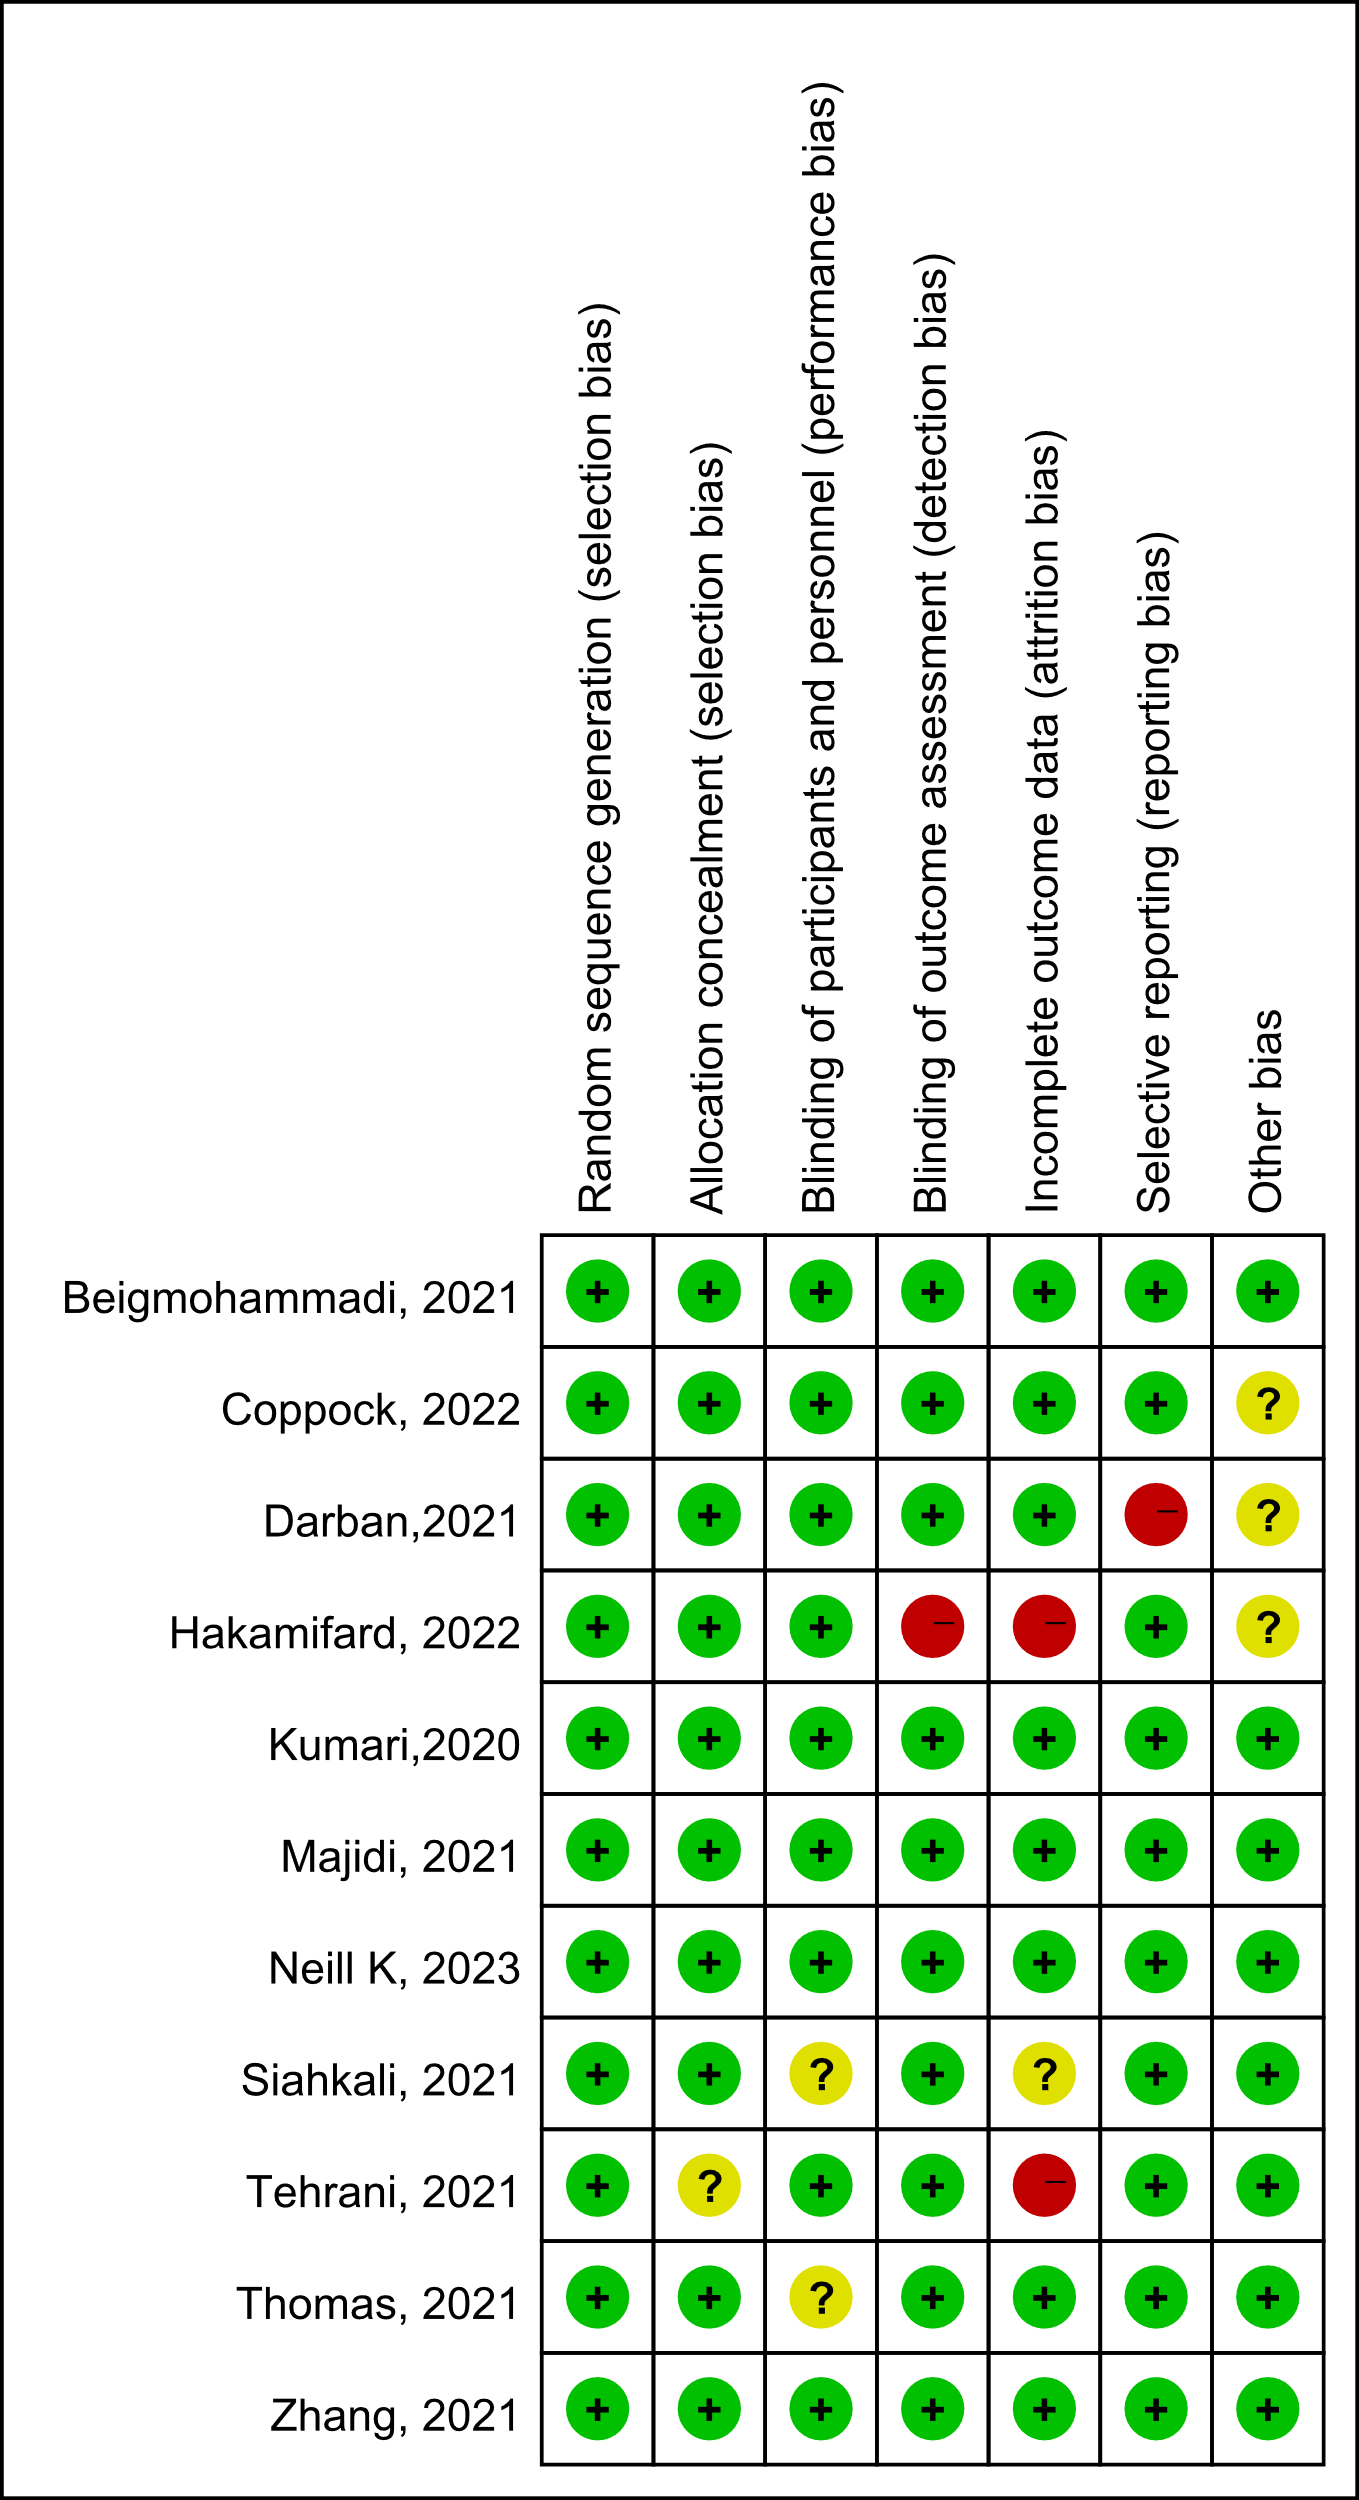 Random sequence generation (selection bias)
Allocation concealment (selection bias)
Blinding of participants and personnel (performance bias)
Blinding of outcome assessment (detection bias)
Incomplete outcome data (attrition bias)
Selective reporting (reporting bias)
Other bias
Beigmohammadi, 2021 + + + + + + +
Coppock, 2022 + + + + + + ?
Darban,2021 + + + + + – ?
Hakamifard, 2022 + + + – – + ?
Kumari,2020 + + + + + + +
Majidi, 2021 + + + + + + +
Neill K, 2023 + + + + + + +
Siahkali, 2021 + + ? + ? + +
Tehrani, 2021 + ? + + – + +
Thomas, 2021 + + ? + + + +
Zhang, 2021 + + + + + + +